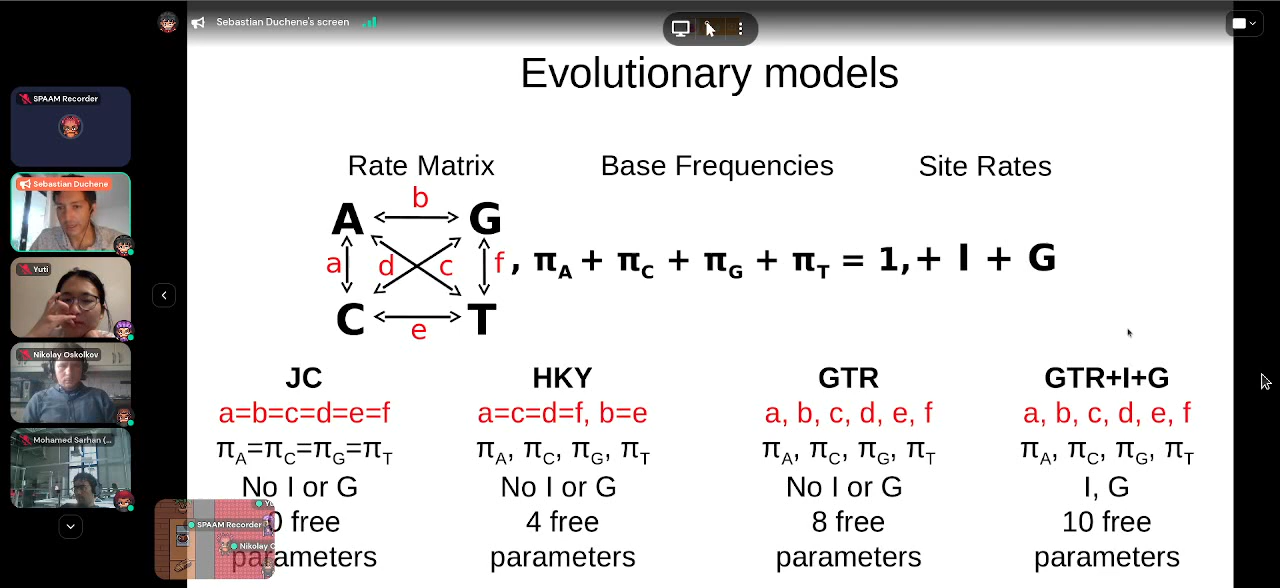 Sebastian Duchene's screen
SPAAM Recorder
Sebastian Duchene
Yuti
Nikolay Oskolkov
Mohamed Sarhan (...
Evolutionary models
Rate Matrix Base Frequencies Site Rates
b
A G
a d c f , πA + πC + πG + πT = 1,+ I + G
C T
e
JC HKY GTR GTR+I+G
a=b=c=d=e=f a=c=d=f, b=e a, b, c, d, e, f a, b, c, d, e, f
πA=πC=πG=πT πA, πC, πG, πT πA, πC, πG, πT πA, πC, πG, πT
No I or G No I or G No I or G I, G
0 free 4 free 8 free 10 free
parameters parameters parameters parameters
SPAAM Recorder
Nikolay O